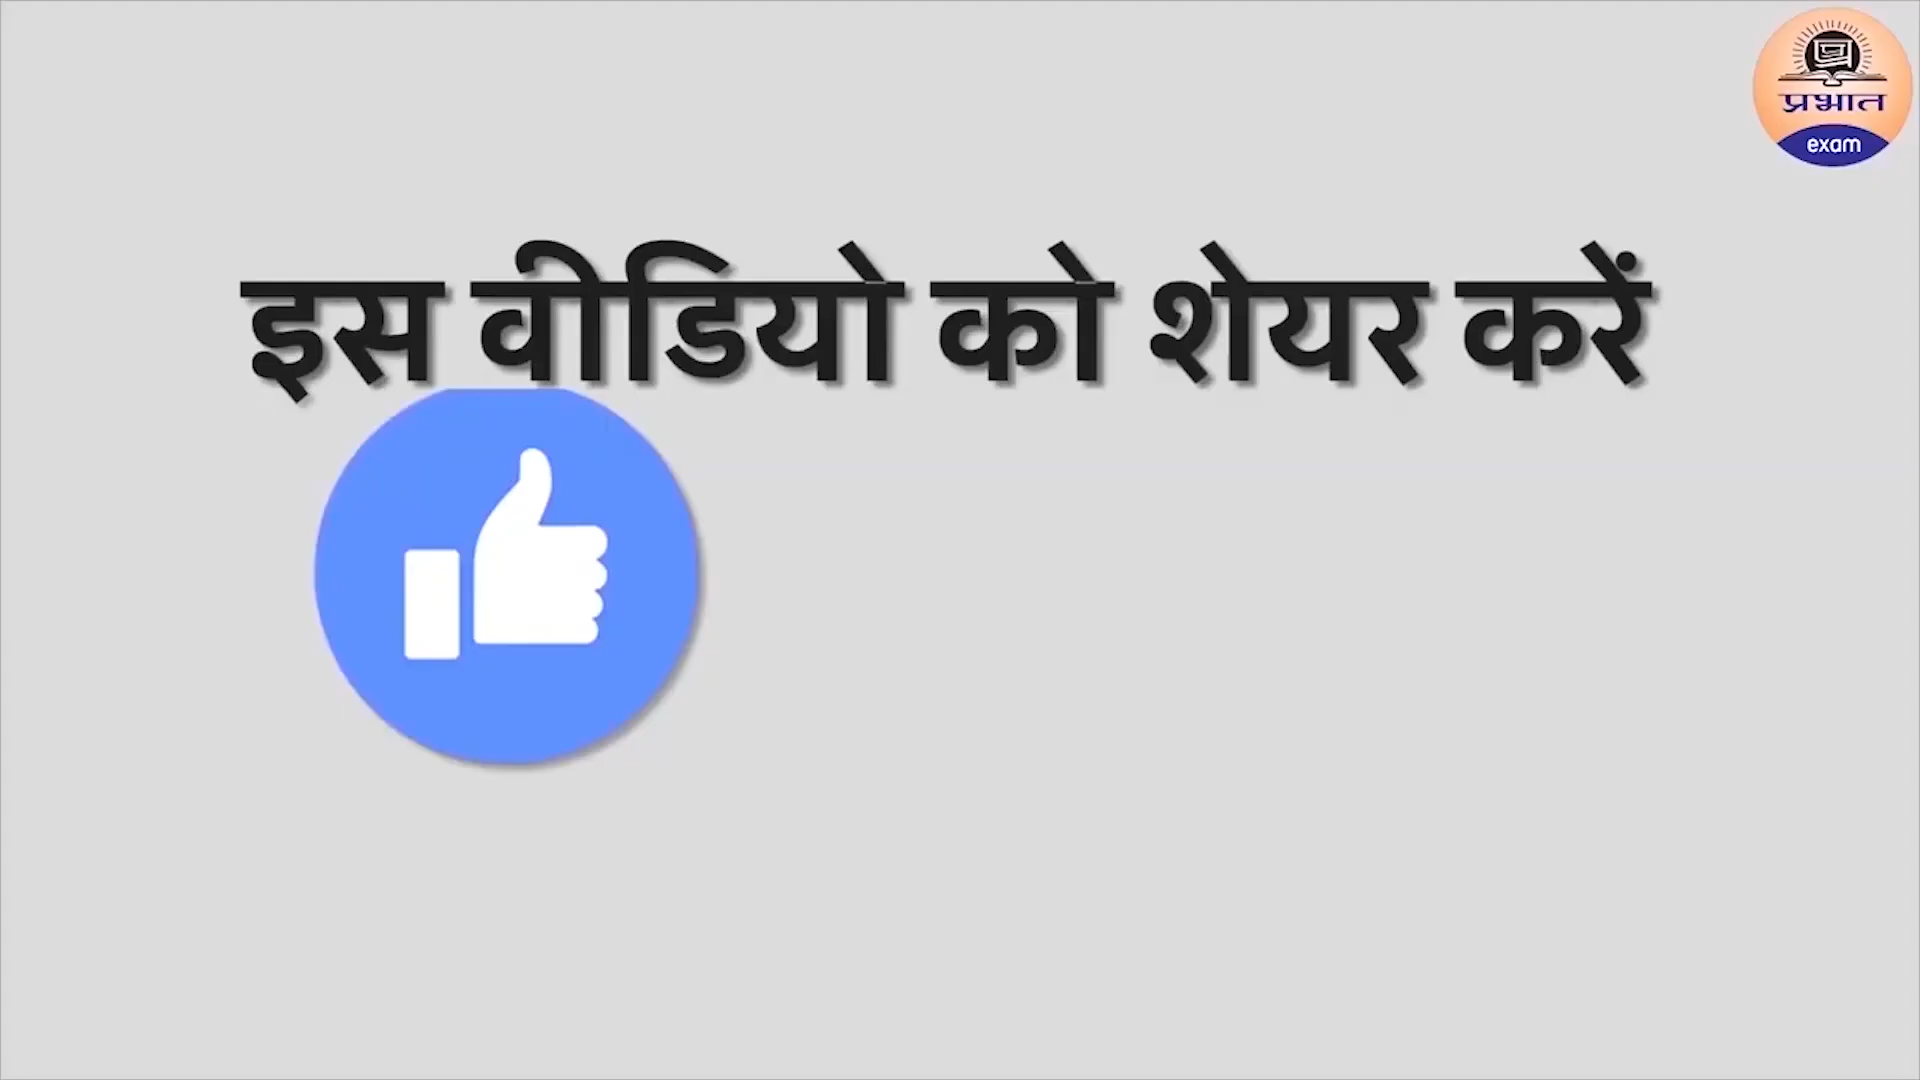 प्रभात
exam
इस वीडियो को शेयर करें